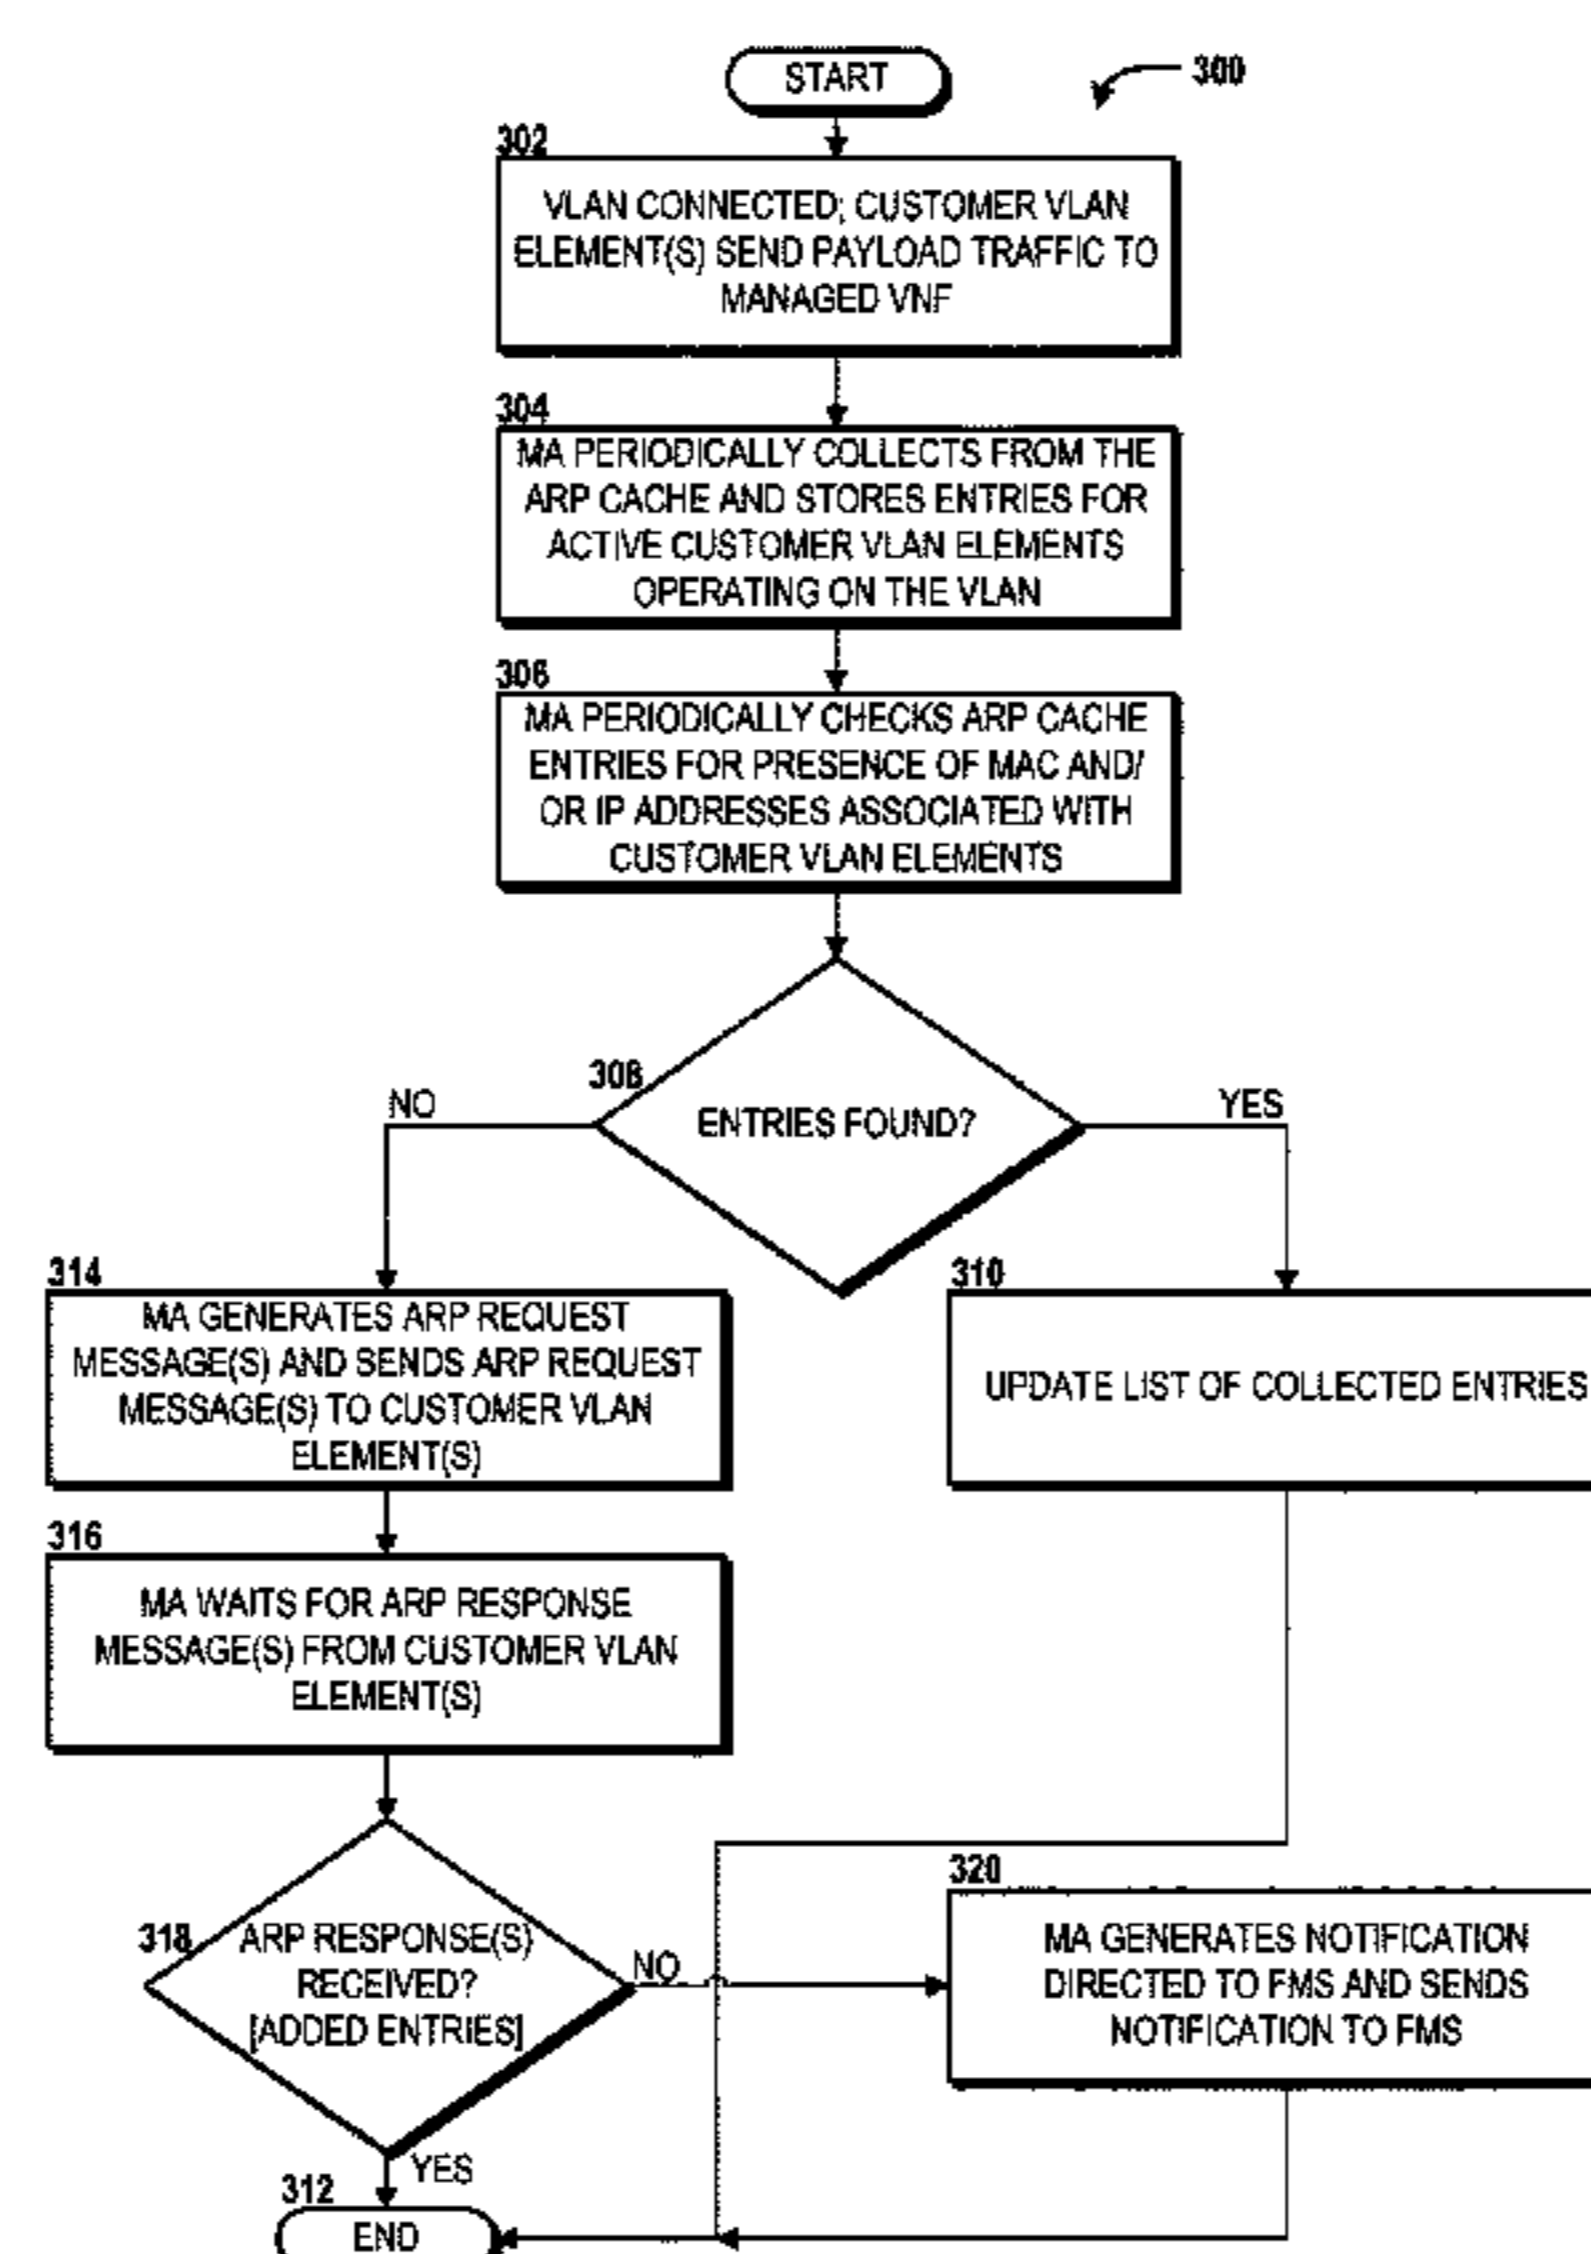 START
300
302
VLAN CONNECTED; CUSTOMER VLAN
ELEMENT(S) SEND PAYLOAD TRAFFIC TO
MANAGED VNF
304
MA PERIODICALLY COLLECTS FROM THE
ARP CACHE AND STORES ENTRIES FOR
ACTIVE CUSTOMER VLAN ELEMENTS
OPERATING ON THE VLAN
306
MA PERIODICALLY CHECKS ARP CACHE
ENTRIES FOR PRESENCE OF MAC AND/
OR IP ADDRESSES ASSOCIATED WITH
CUSTOMER VLAN ELEMENTS
308
ENTRIES FOUND?
NO
YES
314
MA GENERATES ARP REQUEST
MESSAGE(S) AND SENDS ARP REQUEST
MESSAGE(S) TO CUSTOMER VLAN
ELEMENT(S)
310
UPDATE LIST OF COLLECTED ENTRIES
316
MA WAITS FOR ARP RESPONSE
MESSAGE(S) FROM CUSTOMER VLAN
ELEMENT(S)
318
ARP RESPONSE(S)
RECEIVED?
[ADDED ENTRIES]
NO
320
MA GENERATES NOTIFICATION
DIRECTED TO FMS AND SENDS
NOTIFICATION TO FMS
YES
312
END